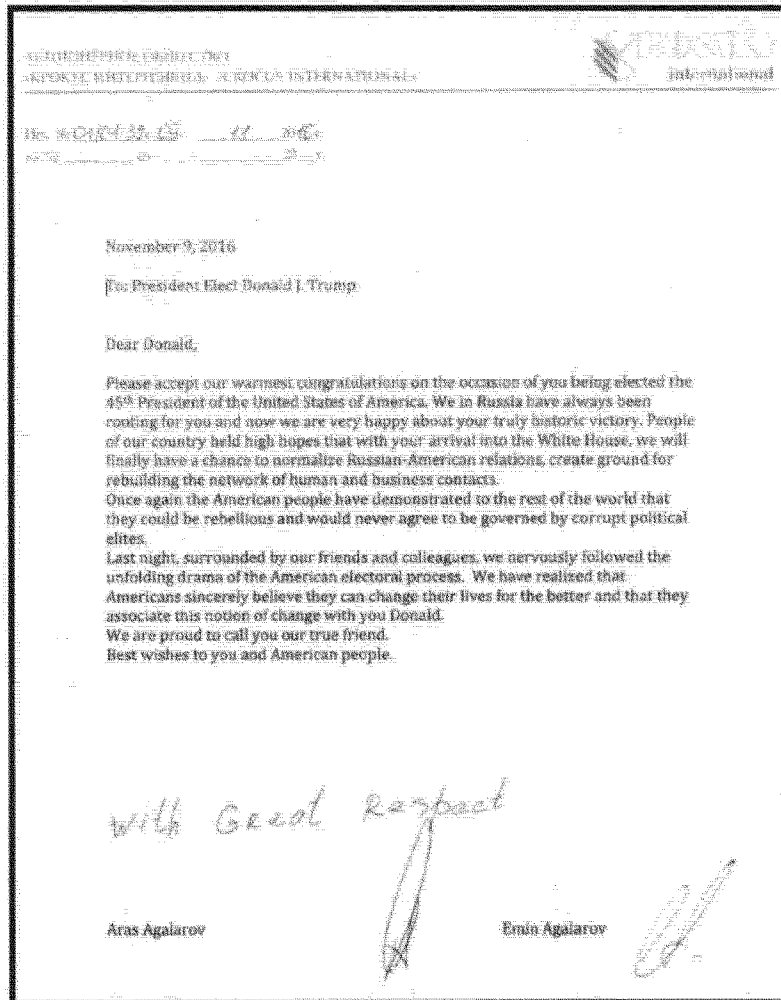 International
November 9, 2016
To: President Elect Donald J. Trump
Dear Donald,
Please accept our warmest congratulations on the occasion of you being elected the
45th President of the United States of America. We in Russia have always been
rooting for you and now we are very happy about your truly historic victory. People
of our country held high hopes that with your arrival into the White House, we will
finally have a chance to normalize Russian-American relations, create ground for
rebuilding the network of human and business contacts.
Once again the American people have demonstrated to the rest of the world that
they could be rebellious and would never agree to be governed by corrupt political
elites.
Last night, surrounded by our friends and colleagues, we nervously followed the
unfolding drama of the American electoral process. We have realized that
Americans sincerely believe they can change their lives for the better and that they
associate this notion of change with you Donald.
We are proud to call you our true friend.
Best wishes to you and American people.
With Great Respect
Aras Agalarov Emin Agalarov